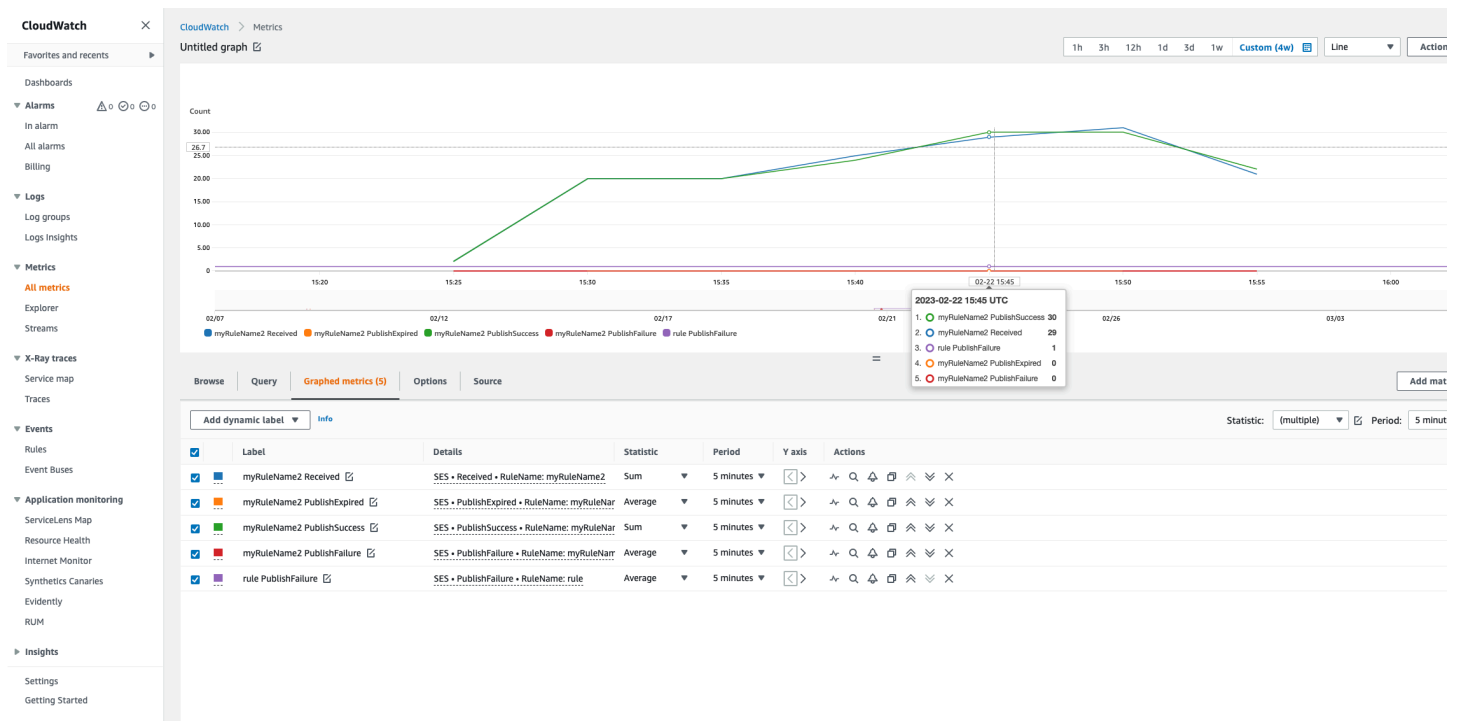 CloudWatch
Favorites and recents
Dashboards
Alarms 0 0 0
In alarm
All alarms
Billing
Logs
Log groups
Logs Insights
Metrics
All metrics
Explorer
Streams
X-Ray traces
Service map
Traces
Events
Rules
Event Buses
Application monitoring
ServiceLens Map
Resource Health
Internet Monitor
Synthetics Canaries
Evidently
RUM
Insights
Settings
Getting Started
CloudWatch > Metrics
Untitled graph
1h 3h 12h 1d 3d 1w Custom (4w) Line Action
Count
30.00
26.7
25.00
20.00
15.00
10.00
5.00
0
15:20 15:25 15:30 15:35 15:40 02-22 15:45 15:50 15:55 16:00
02/07 02/12 02/17 02/21 02/26 03/03
myRuleName2 Received myRuleName2 PublishExpired myRuleName2 PublishSuccess myRuleName2 PublishFailure rule PublishFailure
2023-02-22 15:45 UTC
1. myRuleName2 PublishSuccess 30
2. myRuleName2 Received 29
3. rule PublishFailure 1
4. myRuleName2 PublishExpired 0
5. myRuleName2 PublishFailure 0
Browse Query Graphed metrics (5) Options Source Add mat
Add dynamic label Info Statistic: (multiple) Period: 5 minut
Label Details Statistic Period Y axis Actions
myRuleName2 Received SES • Received • RuleName: myRuleName2 Sum 5 minutes
myRuleName2 PublishExpired SES • PublishExpired • RuleName: myRuleNar Average 5 minutes
myRuleName2 PublishSuccess SES • PublishSuccess • RuleName: myRuleNar Sum 5 minutes
myRuleName2 PublishFailure SES • PublishFailure • RuleName: myRuleNam Average 5 minutes
rule PublishFailure SES • PublishFailure • RuleName: rule Average 5 minutes